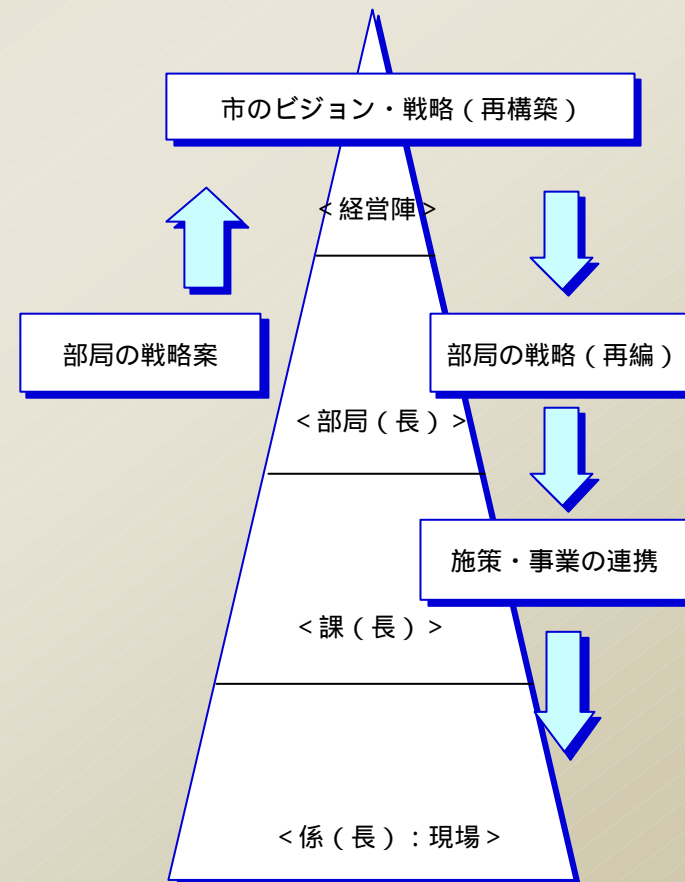 市のビジョン・戦略（再構築）
＜経営陣＞
部局の戦略案
部局の戦略（再編）
＜部局（長）＞
施策・事業の連携
＜課（長）＞
＜係（長）：現場＞